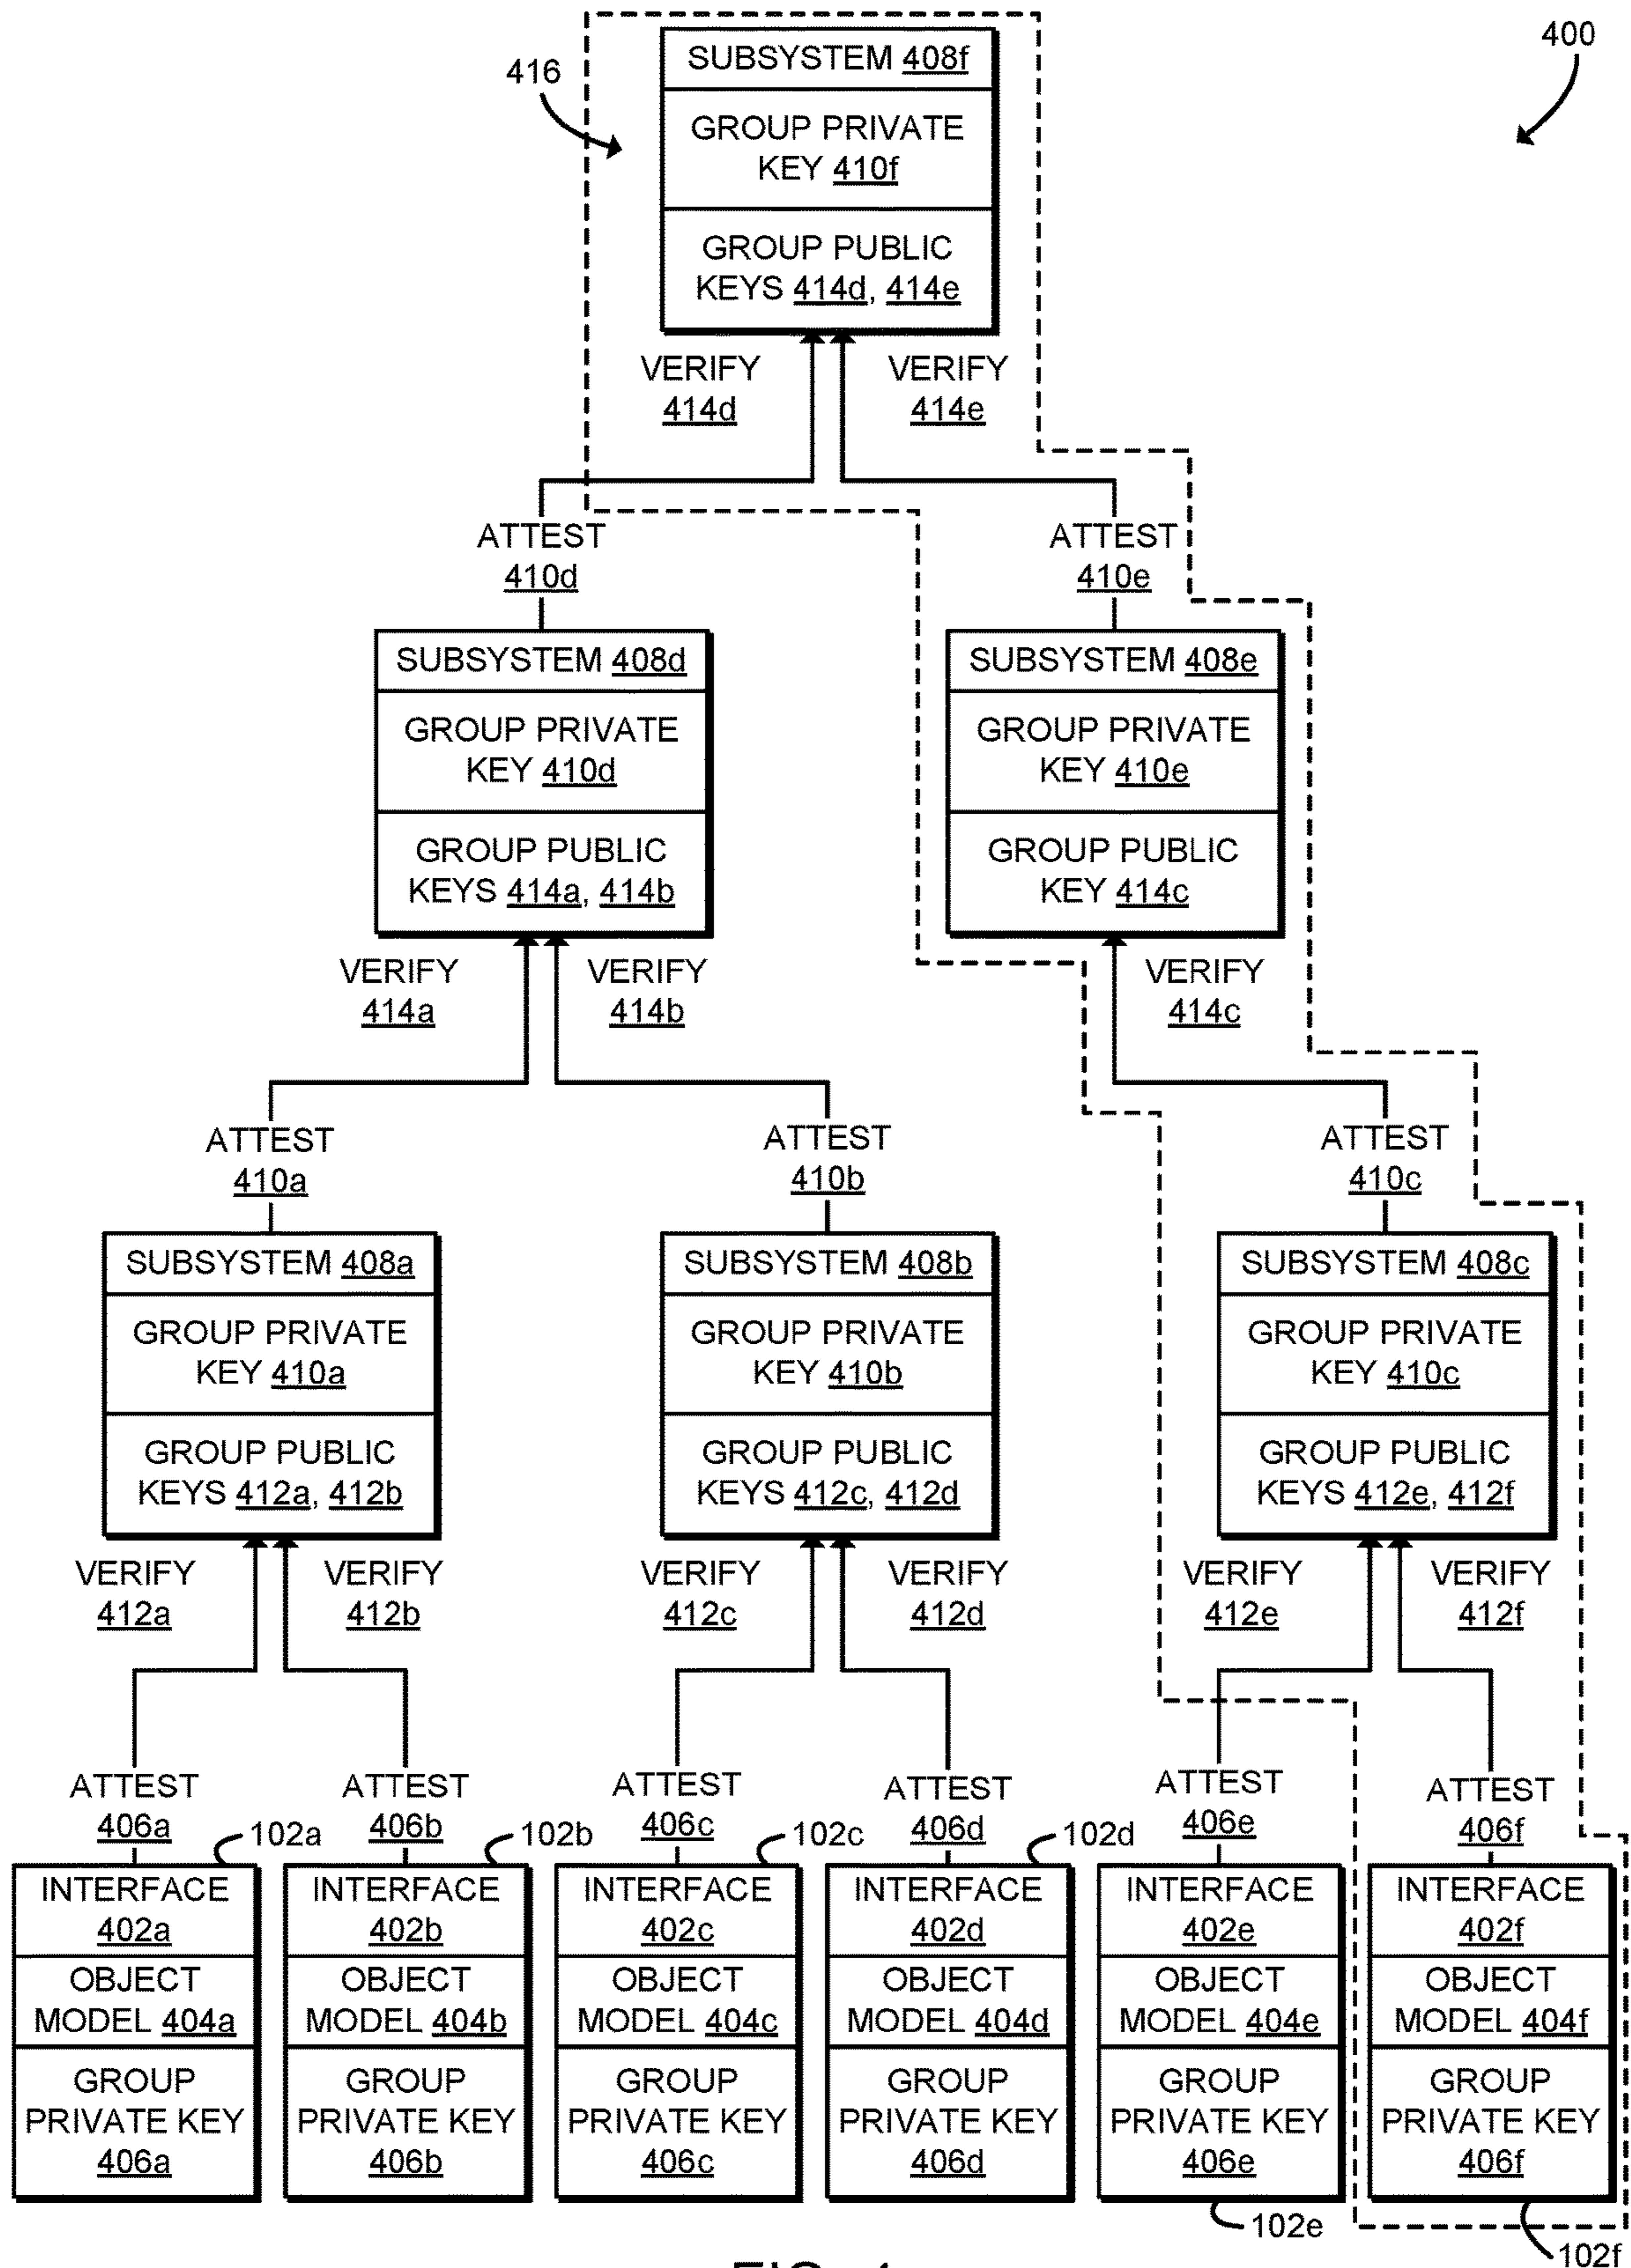 400
416
SUBSYSTEM 408f
GROUP PRIVATE
KEY 410f
GROUP PUBLIC
KEYS 414d, 414e
VERIFY
414d
VERIFY
414e
ATTEST
410d
ATTEST
410e
SUBSYSTEM 408d
GROUP PRIVATE
KEY 410d
GROUP PUBLIC
KEYS 414a, 414b
SUBSYSTEM 408e
GROUP PRIVATE
KEY 410e
GROUP PUBLIC
KEY 414c
VERIFY
414a
VERIFY
414b
VERIFY
414c
ATTEST
410a
ATTEST
410b
ATTEST
410c
SUBSYSTEM 408a
GROUP PRIVATE
KEY 410a
GROUP PUBLIC
KEYS 412a, 412b
SUBSYSTEM 408b
GROUP PRIVATE
KEY 410b
GROUP PUBLIC
KEYS 412c, 412d
SUBSYSTEM 408c
GROUP PRIVATE
KEY 410c
GROUP PUBLIC
KEYS 412e, 412f
VERIFY
412a
VERIFY
412b
VERIFY
412c
VERIFY
412d
VERIFY
412e
VERIFY
412f
ATTEST
406a
ATTEST
406b
ATTEST
406c
ATTEST
406d
ATTEST
406e
ATTEST
406f
102a
102b
102c
102d
INTERFACE
402a
OBJECT
MODEL 404a
GROUP
PRIVATE KEY
406a
INTERFACE
402b
OBJECT
MODEL 404b
GROUP
PRIVATE KEY
406b
INTERFACE
402c
OBJECT
MODEL 404c
GROUP
PRIVATE KEY
406c
INTERFACE
402d
OBJECT
MODEL 404d
GROUP
PRIVATE KEY
406d
INTERFACE
402e
OBJECT
MODEL 404e
GROUP
PRIVATE KEY
406e
INTERFACE
402f
OBJECT
MODEL 404f
GROUP
PRIVATE KEY
406f
102e
102f